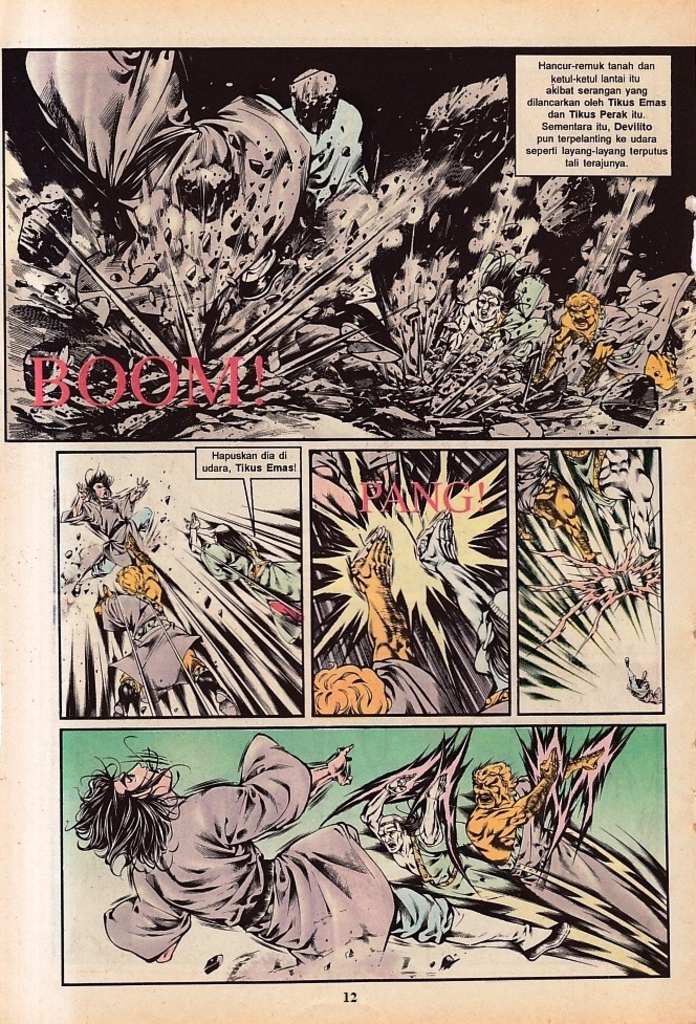 Hancur-remuk tanah dan
ketul-ketul lantai itu
akibat serangan yang
dilancarkan oleh Tikus Emas
dan Tikus Perak itu.
Sementara itu, Devilito
pun terpelanting ke udara
seperti layang-layang terputus
tali terajunya.
BOOM!
Hapuskan dia di
udara, Tikus Emas!
PANG!
12